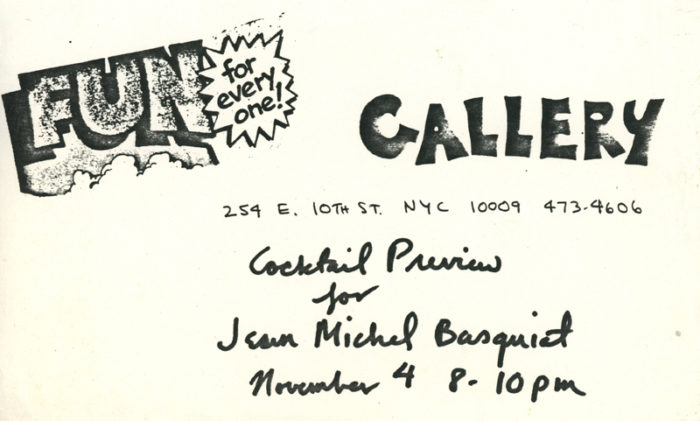 FUN
for
every
one!
GALLERY
254 E. 10TH ST. NYC 10009 473-4606
Cocktail Preview
for
Jean Michel Basquiat
November 4 8-10pm